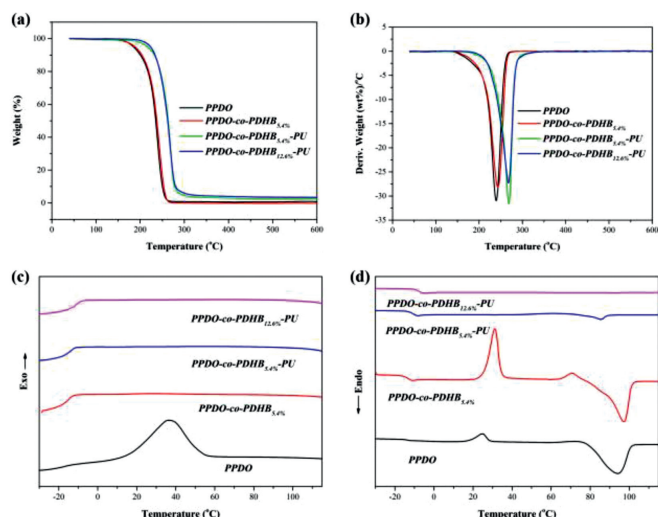 (a)
Weight (%)
100
80
60
40
20
0
PPDO
PPDO-co-PDHB5.4%
PPDO-co-PDHB5.4%-PU
PPDO-co-PDHB12.6%-PU
0 100 200 300 400 500 600
Temperature (°C)
(b)
Deriv. Weight (wt%)/°C
5
0
-5
-10
-15
-20
-25
-30
-35
PPDO
PPDO-co-PDHB5.4%
PPDO-co-PDHB5.4%-PU
PPDO-co-PDHB12.6%-PU
0 100 200 300 400 500 600
Temperature (°C)
(c)
Exo →
PPDO-co-PDHB12.6%-PU
PPDO-co-PDHB5.4%-PU
PPDO-co-PDHB5.4%
PPDO
-20 0 20 40 60 80 100
Temperature (°C)
(d)
← Endo
PPDO-co-PDHB12.6%-PU
PPDO-co-PDHB5.4%-PU
PPDO-co-PDHB5.4%
PPDO
-20 0 20 40 60 80 100
Temperature (°C)